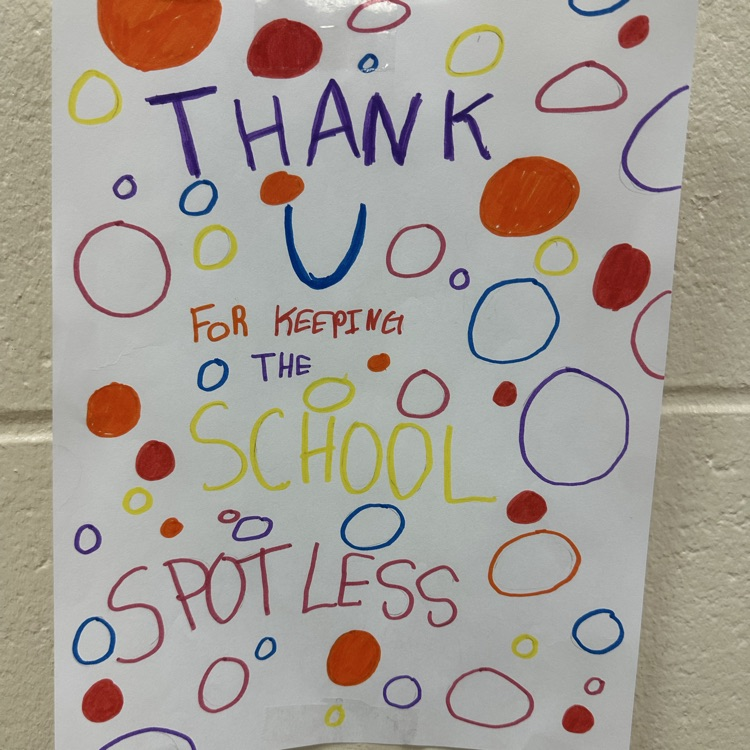 THANK
U
FOR KEEPING
THE
SCHOOL
SPOTLESS